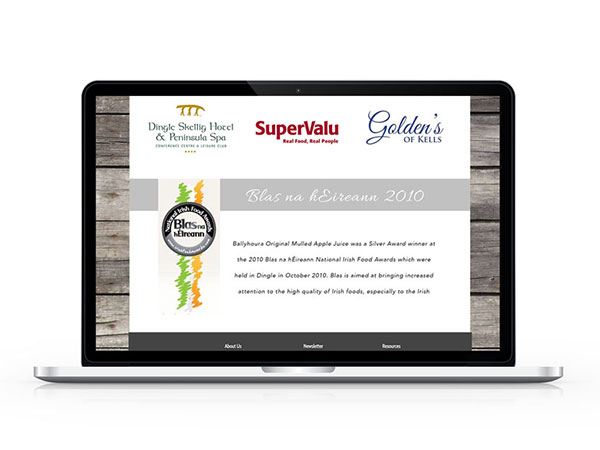 Dingle Skellig Hotel
& Peninsula Spa
CONFERENCE CENTRE & LEISURE CLUB
SuperValu
Real Food, Real People
Golden's
OF KELLS
Blas na hEireann 2010
National Irish Food Awards
Blas na
hÉireann
Ballyhoura Original Mulled Apple Juice was a Silver Award winner at
the 2010 Blas na hÉireann National Irish Food Awards which were
held in Dingle in October 2010. Blas is aimed at bringing increased
attention to the high quality of Irish foods, especially to the Irish
About Us
Newsletter
Resources